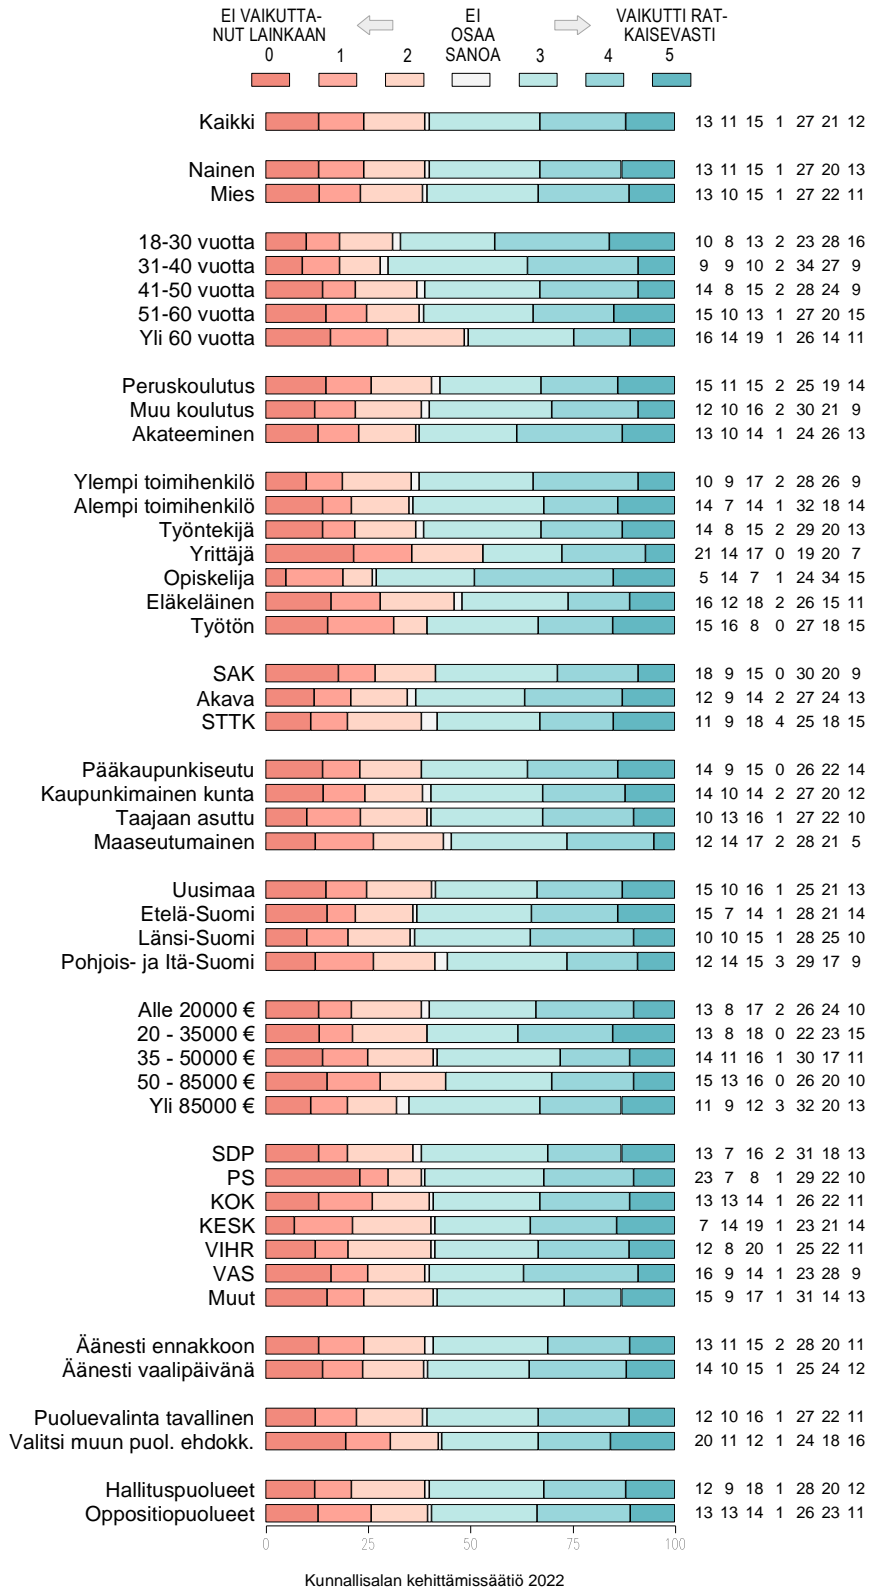 EI VAIKUTTA-
NUT LAINKAAN
EI
OSAA
SANOA
VAIKUTTI RAT-
KAISEVASTI
0 1 2 3 4 5
Kaikki 13 11 15 1 27 21 12
Nainen 13 11 15 1 27 20 13
Mies 13 10 15 1 27 22 11
18-30 vuotta 10 8 13 2 23 28 16
31-40 vuotta 9 9 10 2 34 27 9
41-50 vuotta 14 8 15 2 28 24 9
51-60 vuotta 15 10 13 1 27 20 15
Yli 60 vuotta 16 14 19 1 26 14 11
Peruskoulutus 15 11 15 2 25 19 14
Muu koulutus 12 10 16 2 30 21 9
Akateeminen 13 10 14 1 24 26 13
Ylempi toimihenkilö 10 9 17 2 28 26 9
Alempi toimihenkilö 14 7 14 1 32 18 14
Työntekijä 14 8 15 2 29 20 13
Yrittäjä 21 14 17 0 19 20 7
Opiskelija 5 14 7 1 24 34 15
Eläkeläinen 16 12 18 2 26 15 11
Työtön 15 16 8 0 27 18 15
SAK 18 9 15 0 30 20 9
Akava 12 9 14 2 27 24 13
STTK 11 9 18 4 25 18 15
Pääkaupunkiseutu 14 9 15 0 26 22 14
Kaupunkimainen kunta 14 10 14 2 27 20 12
Taajaan asuttu 10 13 16 1 27 22 10
Maaseutumainen 12 14 17 2 28 21 5
Uusimaa 15 10 16 1 25 21 13
Etelä-Suomi 15 7 14 1 28 21 14
Länsi-Suomi 10 10 15 1 28 25 10
Pohjois- ja Itä-Suomi 12 14 15 3 29 17 9
Alle 20000 € 13 8 17 2 26 24 10
20 - 35000 € 13 8 18 0 22 23 15
35 - 50000 € 14 11 16 1 30 17 11
50 - 85000 € 15 13 16 0 26 20 10
Yli 85000 € 11 9 12 3 32 20 13
SDP 13 7 16 2 31 18 13
PS 23 7 8 1 29 22 10
KOK 13 13 14 1 26 22 11
KESK 7 14 19 1 23 21 14
VIHR 12 8 20 1 25 22 11
VAS 16 9 14 1 23 28 9
Muut 15 9 17 1 31 14 13
Äänesti ennakkoon 13 11 15 2 28 20 11
Äänesti vaalipäivänä 14 10 15 1 25 24 12
Puoluevalinta tavallinen 12 10 16 1 27 22 11
Valitsi muun puol. ehdokk. 20 11 12 1 24 18 16
Hallituspuolueet 12 9 18 1 28 20 12
Oppositiopuolueet 13 13 14 1 26 23 11
0 25 50 75 100
Kunnallisalan kehittämissäätiö 2022